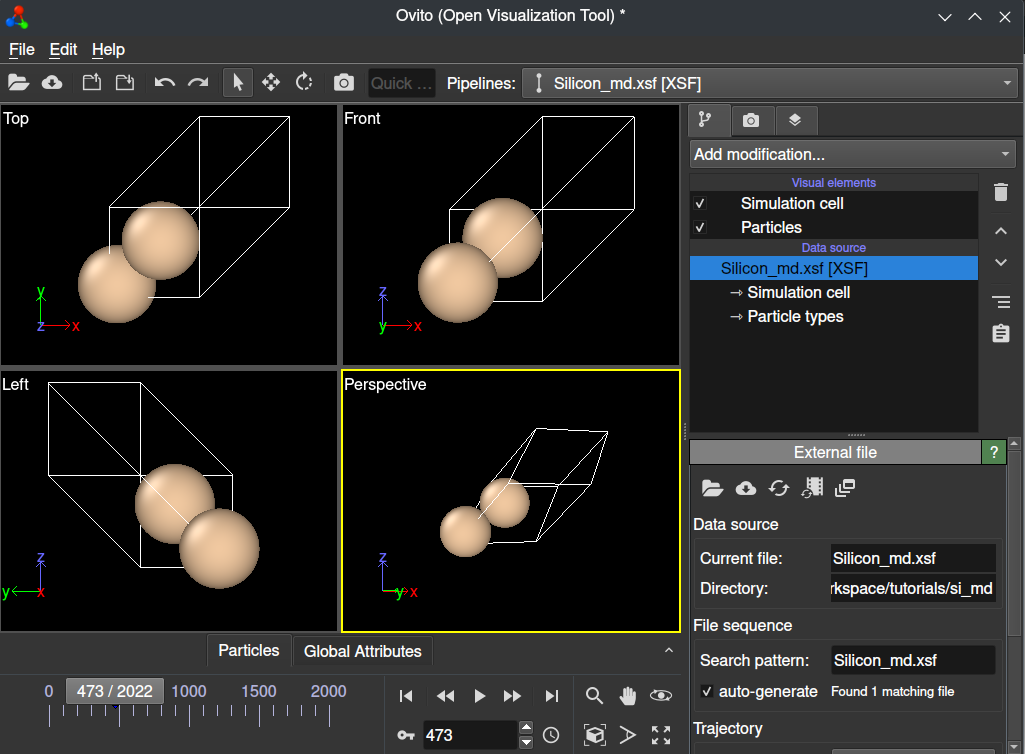 Ovito (Open Visualization Tool) *
File Edit Help
Quick ... Pipelines: Silicon_md.xsf [XSF]
Top
Front
Add modification...
Visual elements
Simulation cell
Particles
Data source
Silicon_md.xsf [XSF]
→ Simulation cell
→ Particle types
y
z x
z
y x
Left
Perspective
External file ?
Data source
Current file: Silicon_md.xsf
Directory: rkspace/tutorials/si_md
z
y x
z
y x
File sequence
Search pattern: Silicon_md.xsf
auto-generate Found 1 matching file
Trajectory
Particles Global Attributes
0 473 / 2022 1000 1500 2000
473